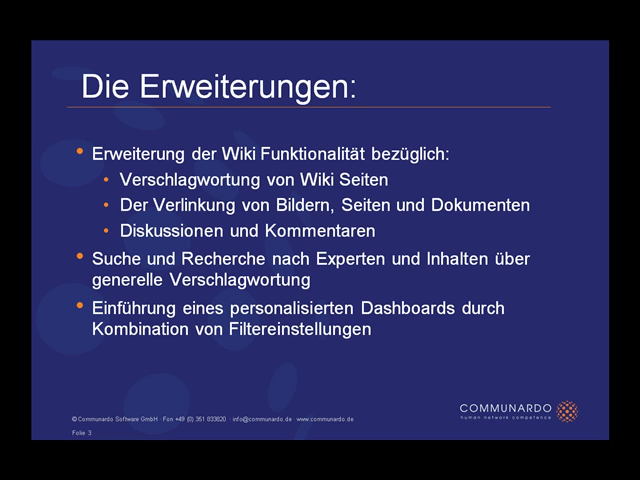 Die Erweiterungen:
• Erweiterung der Wiki Funktionalität bezüglich:
• Verschlagwortung von Wiki Seiten
• Der Verlinkung von Bildern, Seiten und Dokumenten
• Diskussionen und Kommentaren
• Suche und Recherche nach Experten und Inhalten über
generelle Verschlagwortung
• Einführung eines personalisierten Dashboards durch
Kombination von Filtereinstellungen
© Communardo Software GmbH · Fon +49 (0) 351 833820 · info@communardo.de · www.communardo.de
Folie 3
COMMUNARDO
human network competence